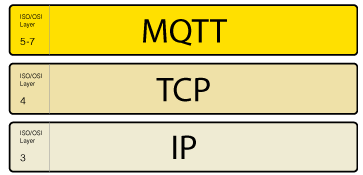 ISO/OSI
Layer
5-7
MQTT
ISO/OSI
Layer
4
TCP
ISO/OSI
Layer
3
IP